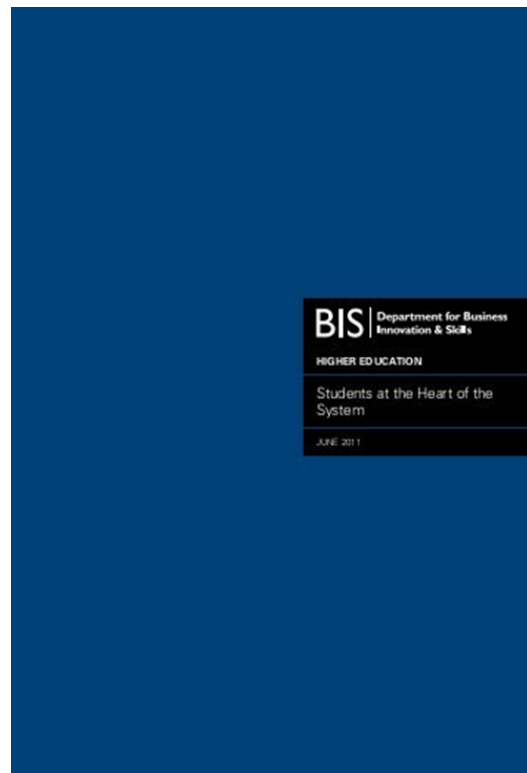 BIS
Department for Business
Innovation & Skills
HIGHER EDUCATION
Students at the Heart of the
System
JUNE 2011